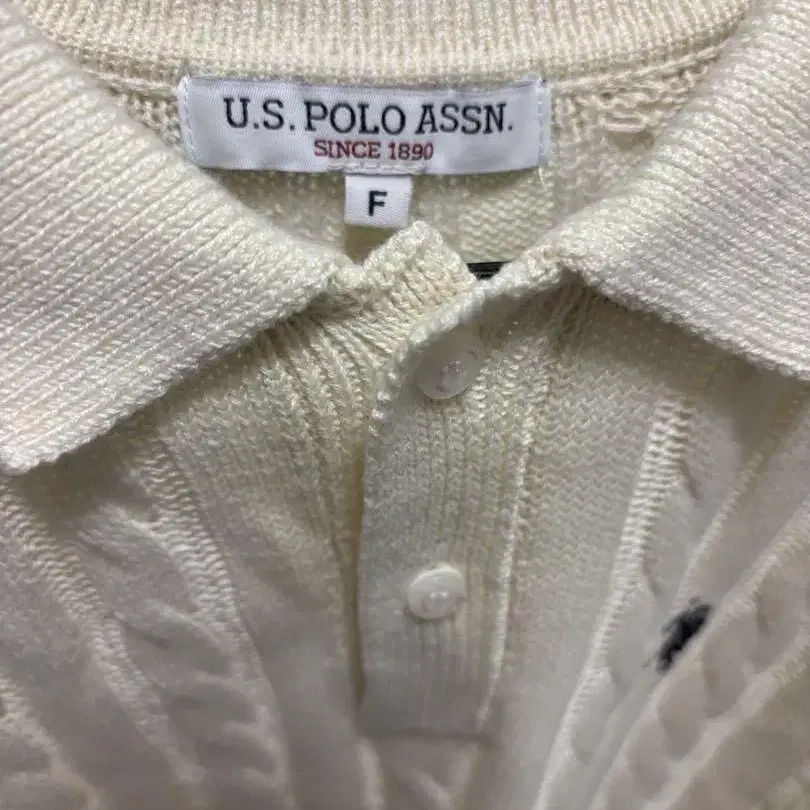 U.S. POLO ASSN.
SINCE 1890
F